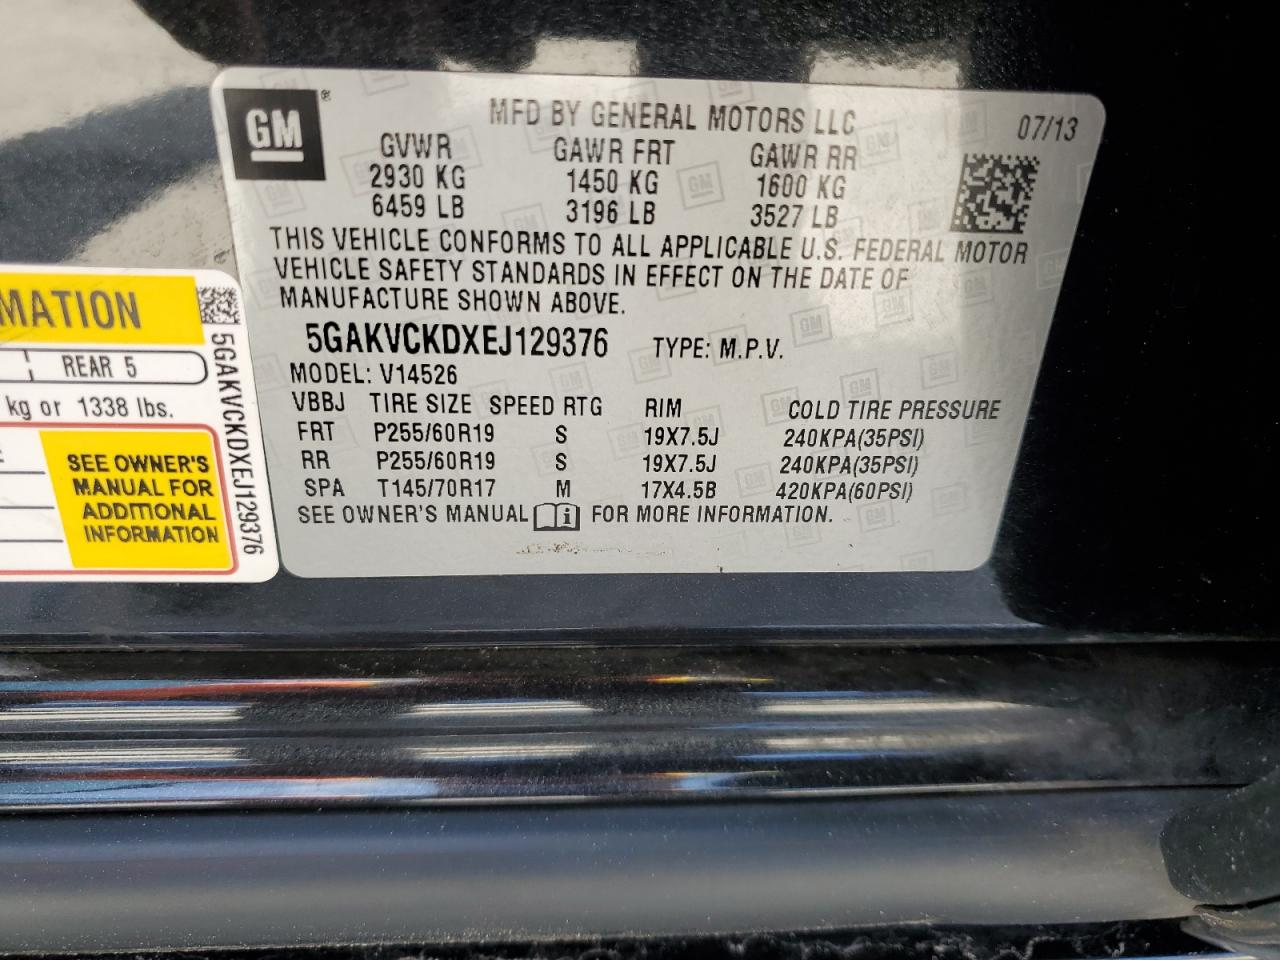 GM®
MFD BY GENERAL MOTORS LLC
07/13
GVWR GAWR FRT GAWR RR
2930 KG 1450 KG 1600 KG
6459 LB 3196 LB 3527 LB
THIS VEHICLE CONFORMS TO ALL APPLICABLE U.S. FEDERAL MOTOR
VEHICLE SAFETY STANDARDS IN EFFECT ON THE DATE OF
MANUFACTURE SHOWN ABOVE.
5GAKVCKDXEJ129376 TYPE: M.P.V.
MODEL: V14526
VBBJ TIRE SIZE SPEED RTG RIM COLD TIRE PRESSURE
FRT P255/60R19 S 19X7.5J 240KPA(35PSI)
RR P255/60R19 S 19X7.5J 240KPA(35PSI)
SPA T145/70R17 M 17X4.5B 420KPA(60PSI)
SEE OWNER'S MANUAL FOR MORE INFORMATION.
MATION
REAR 5
kg or 1338 lbs.
SEE OWNER'S
MANUAL FOR
ADDITIONAL
INFORMATION
5GAKVCKDXEJ129376